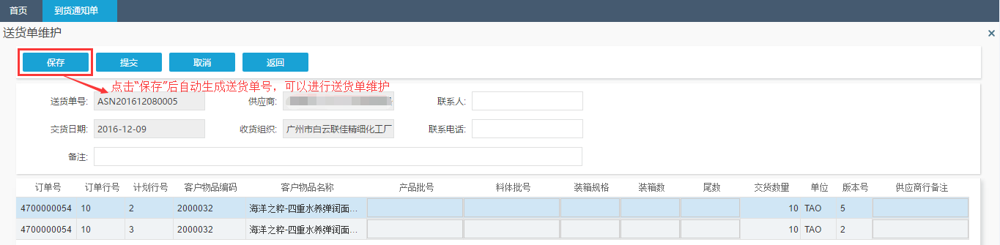 首页 到货通知单
送货单维护
保存 提交 取消 返回
点击“保存”后自动生成送货单号，可以进行送货单维护
送货单号: ASN201612080005 供应商: 联系人:
交货日期: 2016-12-09 收货组织: 广州市白云联佳精细化工厂 联系电话:
备注:
订单号 订单行号 计划行号 客户物品编码 客户物品名称 产品批号 料体批号 装箱规格 装箱数 尾数 交货数量 单位 版本号 供应商行备注
4700000054 10 2 2000032 海洋之粹-四重水养弹润面... 10 TAO 5
4700000054 10 3 2000032 海洋之粹-四重水养弹润面... 10 TAO 2